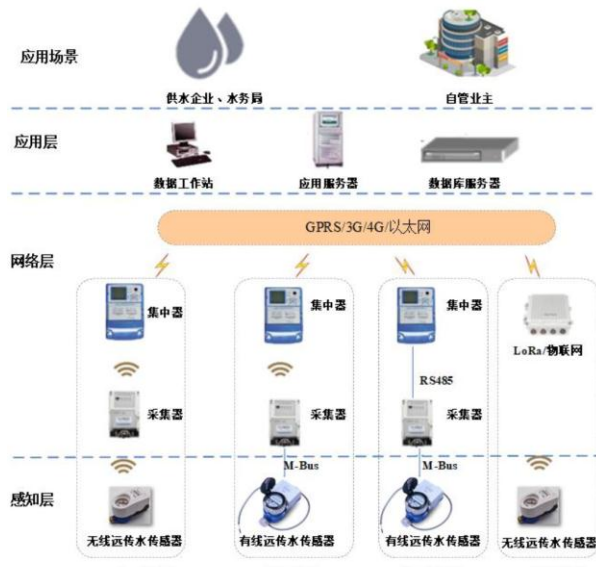 应用场景
供水企业、水务局
自管业主
应用层
数据工作站
应用服务器
数据库服务器
GPRS/3G/4G/以太网
网络层
集中器
集中器
集中器
LoRa/物联网
RS485
采集器
采集器
采集器
M-Bus
M-Bus
感知层
无线远传水传感器
有线远传水传感器
有线远传水传感器
无线远传水传感器